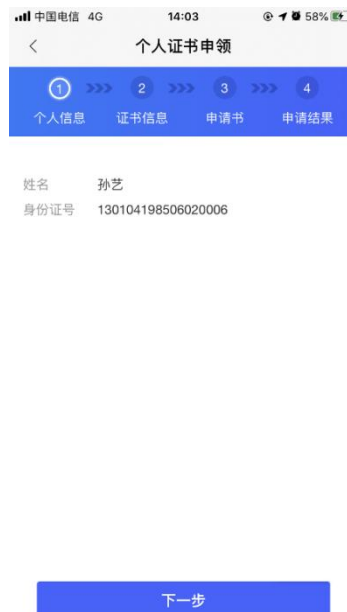 中国电信 4G 14:03 58%
个人证书申领
1 >>> 2 >>> 3 >>> 4
个人信息 证书信息 申请书 申请结果
姓名 孙艺
身份证号 130104198506020006
下一步